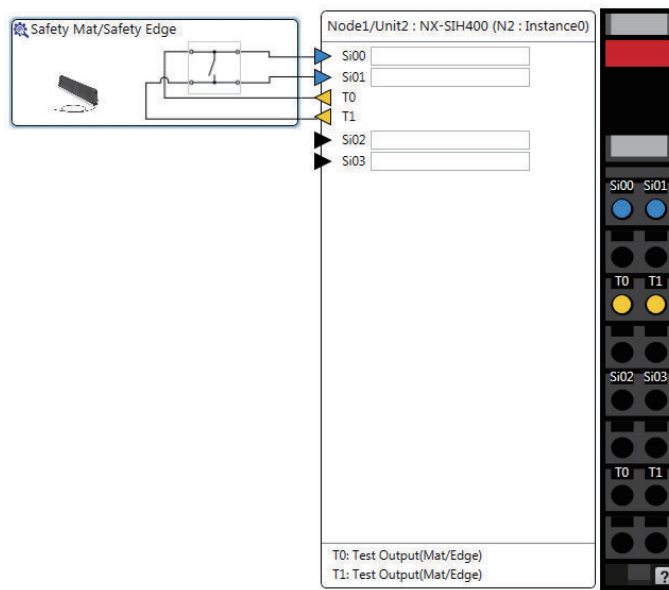 Safety Mat/Safety Edge
Node1/Unit2 : NX-SIH400 (N2 : Instance0)
Si00
Si01
T0
T1
Si02
Si03
T0: Test Output(Mat/Edge)
T1: Test Output(Mat/Edge)
Si00 Si01
T0 T1
Si02 Si03
T0 T1
?